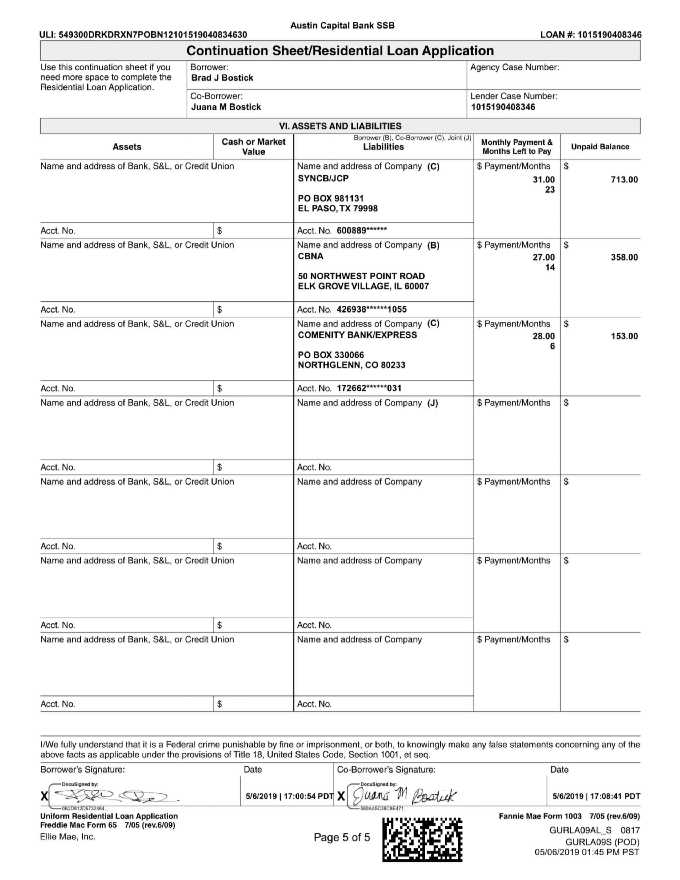 Austin Capital Bank SSB
ULI: 549300DRKDRXN7POBN12101519040834630 LOAN #: 1015190408346
Continuation Sheet/Residential Loan Application
Use this continuation sheet if you need more space to complete the Residential Loan Application.
Borrower:
Brad J Bostick
Agency Case Number:
Co-Borrower:
Juana M Bostick
Lender Case Number:
1015190408346
VI. ASSETS AND LIABILITIES
Assets
Cash or Market Value
Borrower (B), Co-Borrower (C), Joint (J)
Liabilities
Monthly Payment & Months Left to Pay
Unpaid Balance
Name and address of Bank, S&L, or Credit Union
Name and address of Company (C)
$ Payment/Months
$
SYNCB/JCP
31.00
713.00
23
PO BOX 981131
EL PASO, TX 79998
Acct. No.
$
Acct. No. 600889******
Name and address of Bank, S&L, or Credit Union
Name and address of Company (B)
$ Payment/Months
$
CBNA
27.00
358.00
14
50 NORTHWEST POINT ROAD
ELK GROVE VILLAGE, IL 60007
Acct. No.
$
Acct. No. 426938******1055
Name and address of Bank, S&L, or Credit Union
Name and address of Company (C)
$ Payment/Months
$
COMENITY BANK/EXPRESS
28.00
153.00
6
PO BOX 330066
NORTHGLENN, CO 80233
Acct. No.
$
Acct. No. 172662******031
Name and address of Bank, S&L, or Credit Union
Name and address of Company (J)
$ Payment/Months
$
Acct. No.
$
Acct. No.
Name and address of Bank, S&L, or Credit Union
Name and address of Company
$ Payment/Months
$
Acct. No.
$
Acct. No.
Name and address of Bank, S&L, or Credit Union
Name and address of Company
$ Payment/Months
$
Acct. No.
$
Acct. No.
Name and address of Bank, S&L, or Credit Union
Name and address of Company
$ Payment/Months
$
Acct. No.
$
Acct. No.
I/We fully understand that it is a Federal crime punishable by fine or imprisonment, or both, to knowingly make any false statements concerning any of the
above facts as applicable under the provisions of Title 18, United States Code, Section 1001, et seq.
Borrower's Signature:
Date
Co-Borrower's Signature:
Date
DocuSigned by:
X
5/6/2019 | 17:00:54 PDT
DocuSigned by:
X Juana M Bostick
5/6/2019 | 17:08:41 PDT
Uniform Residential Loan Application
Freddie Mac Form 65 7/05 (rev.6/09)
Fannie Mae Form 1003 7/05 (rev.6/09)
Ellie Mae, Inc.
Page 5 of 5
GURLA09AL_S 0817
GURLA09S (POD)
05/06/2019 01:45 PM PST